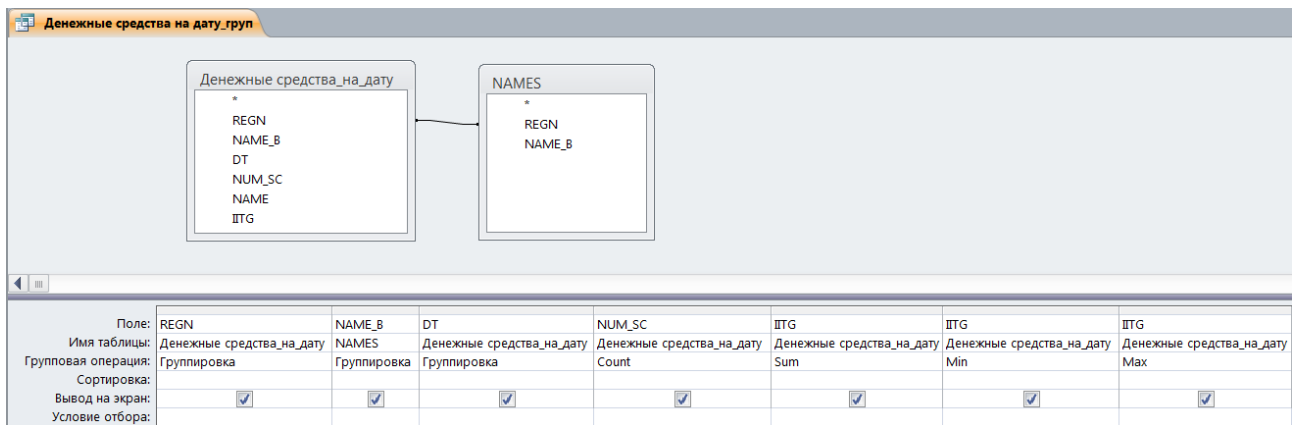 Денежные средства на дату_груп
Денежные средства_на_дату
*
REGN
NAME_B
DT
NUM_SC
NAME
IITG
NAMES
*
REGN
NAME_B
Поле: REGN NAME_B DT NUM_SC IITG IITG IITG
Имя таблицы: Денежные средства_на_дату NAMES Денежные средства_на_дату Денежные средства_на_дату Денежные средства_на_дату Денежные средства_на_дату Денежные средства_на_дату
Групповая операция: Группировка Группировка Группировка Count Sum Min Max
Сортировка:
Вывод на экран:
Условие отбора: